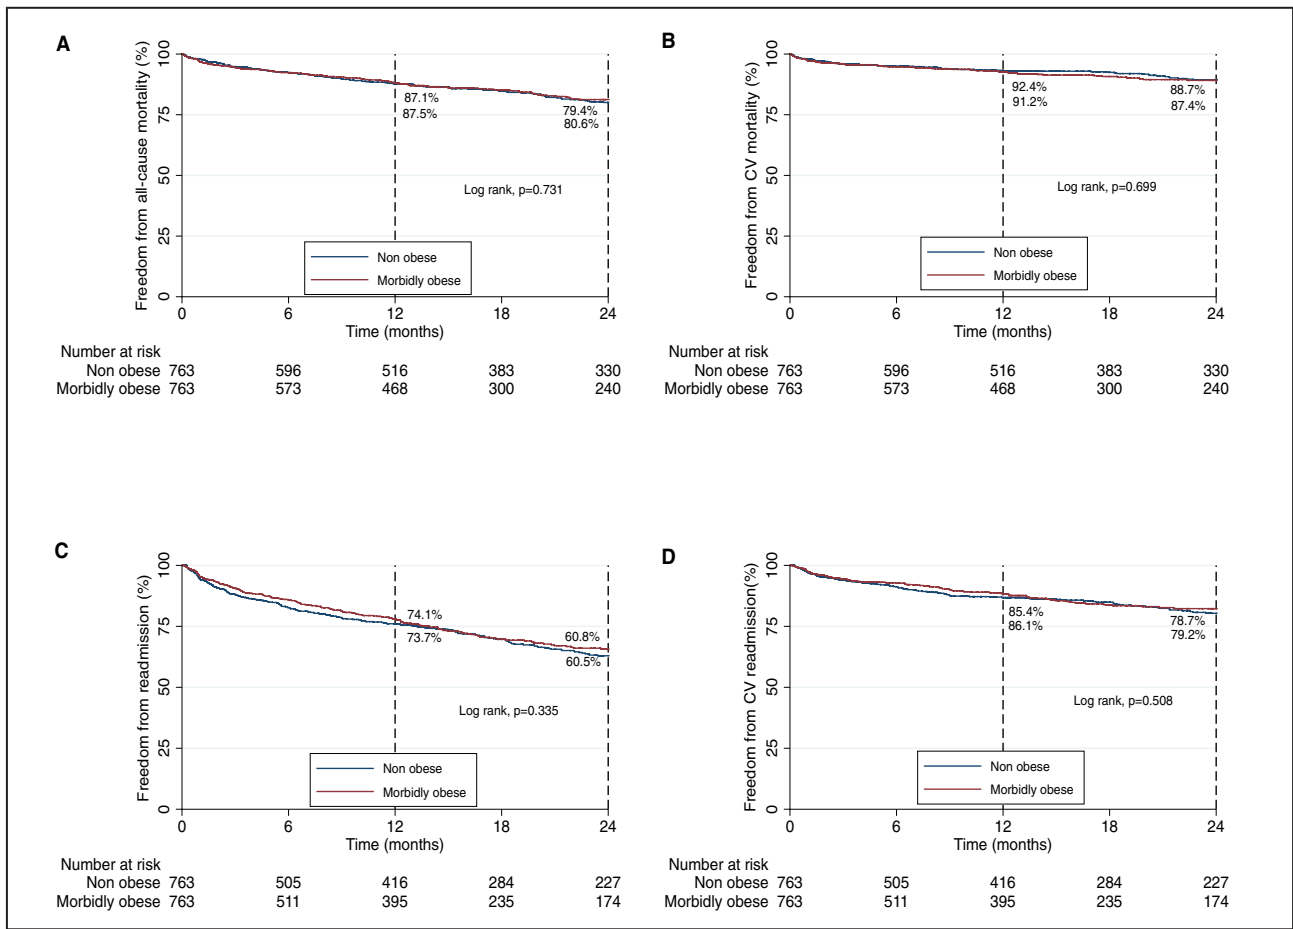 A
Freedom from all-cause mortality (%)
100
75
50
25
0
87.1%
87.5%
79.4%
80.6%
Log rank, p=0.731
Non obese
Morbidly obese
0 6 12 18 24
Time (months)
Number at risk
Non obese 763 596 516 383 330
Morbidly obese 763 573 468 300 240
B
Freedom from CV mortality (%)
100
75
50
25
0
92.4%
91.2%
88.7%
87.4%
Log rank, p=0.699
Non obese
Morbidly obese
0 6 12 18 24
Time (months)
Number at risk
Non obese 763 596 516 383 330
Morbidly obese 763 573 468 300 240
C
Freedom from readmission (%)
100
75
50
25
0
74.1%
73.7%
60.8%
60.5%
Log rank, p=0.335
Non obese
Morbidly obese
0 6 12 18 24
Time (months)
Number at risk
Non obese 763 505 416 284 227
Morbidly obese 763 511 395 235 174
D
Freedom from CV readmission(%)
100
75
50
25
0
85.4%
86.1%
78.7%
79.2%
Log rank, p=0.508
Non obese
Morbidly obese
0 6 12 18 24
Time (months)
Number at risk
Non obese 763 505 416 284 227
Morbidly obese 763 511 395 235 174